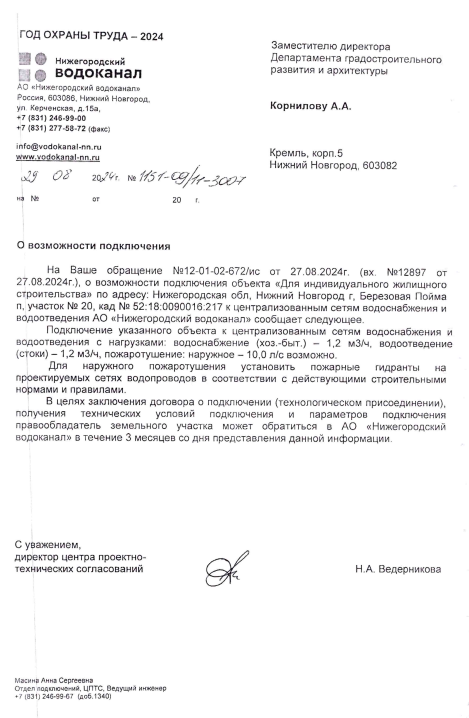 ГОД ОХРАНЫ ТРУДА – 2024
Нижегородский
ВОДОКАНАЛ
АО «Нижегородский водоканал»
Россия, 603086, Нижний Новгород,
ул. Керченская, д.15а,
+7 (831) 246-99-00
+7 (831) 277-58-72 (факс)
info@vodokanal-nn.ru
www.vodokanal-nn.ru
29 08 2024г. № 1151-09/11-3007
на № от 20 г.
Заместителю директора
Департамента градостроительного
развития и архитектуры
Корнилову А.А.
Кремль, корп.5
Нижний Новгород, 603082
О возможности подключения
На Ваше обращение №12-01-02-672/ис от 27.08.2024г. (вх. №12897 от
27.08.2024г.), о возможности подключения объекта «Для индивидуального жилищного
строительства» по адресу: Нижегородская обл, Нижний Новгород г, Березовая Пойма
п, участок № 20, кад № 52:18:0090016:217 к централизованным сетям водоснабжения и
водоотведения АО «Нижегородский водоканал» сообщает следующее.
Подключение указанного объекта к централизованным сетям водоснабжения и
водоотведения с нагрузками: водоснабжение (хоз.-быт.) – 1,2 м3/ч, водоотведение
(стоки) – 1,2 м3/ч, пожаротушение: наружное – 10,0 л/с возможно.
Для наружного пожаротушения установить пожарные гидранты на
проектируемых сетях водопроводов в соответствии с действующими строительными
нормами и правилами.
В целях заключения договора о подключении (технологическом присоединении),
получения технических условий подключения и параметров подключения
правообладатель земельного участка может обратиться в АО «Нижегородский
водоканал» в течение 3 месяцев со дня представления данной информации.
С уважением,
директор центра проектно-
технических согласований
Н.А. Ведерникова
Масина Анна Сергеевна
Отдел подключений, ЦПТС, Ведущий инженер
+7 (831) 246-99-67 (доб.1340)